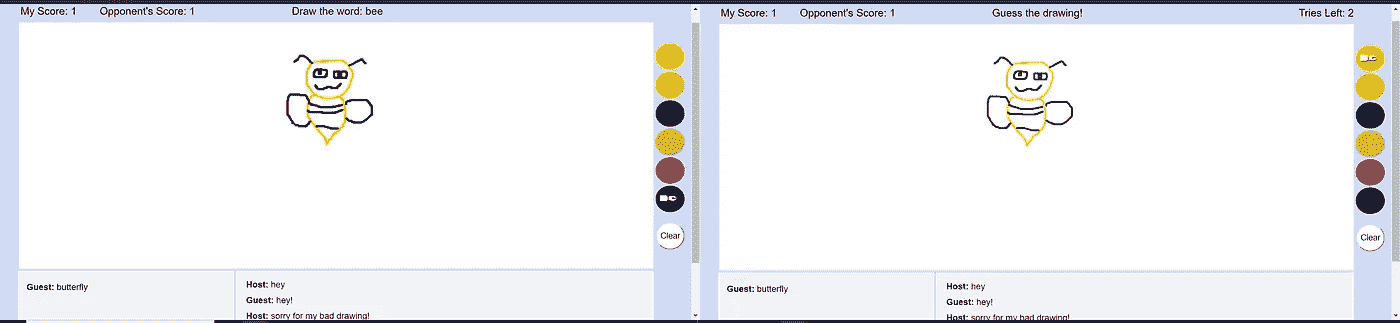 My Score: 1 Opponent's Score: 1 Draw the word: bee
Clear
Guest: butterfly
Host: hey
Guest: hey!
Host: sorry for my bad drawing!
My Score: 1 Opponent's Score: 1 Guess the drawing! Tries Left: 2
Clear
Guest: butterfly
Host: hey
Guest: hey!
Host: sorry for my bad drawing!